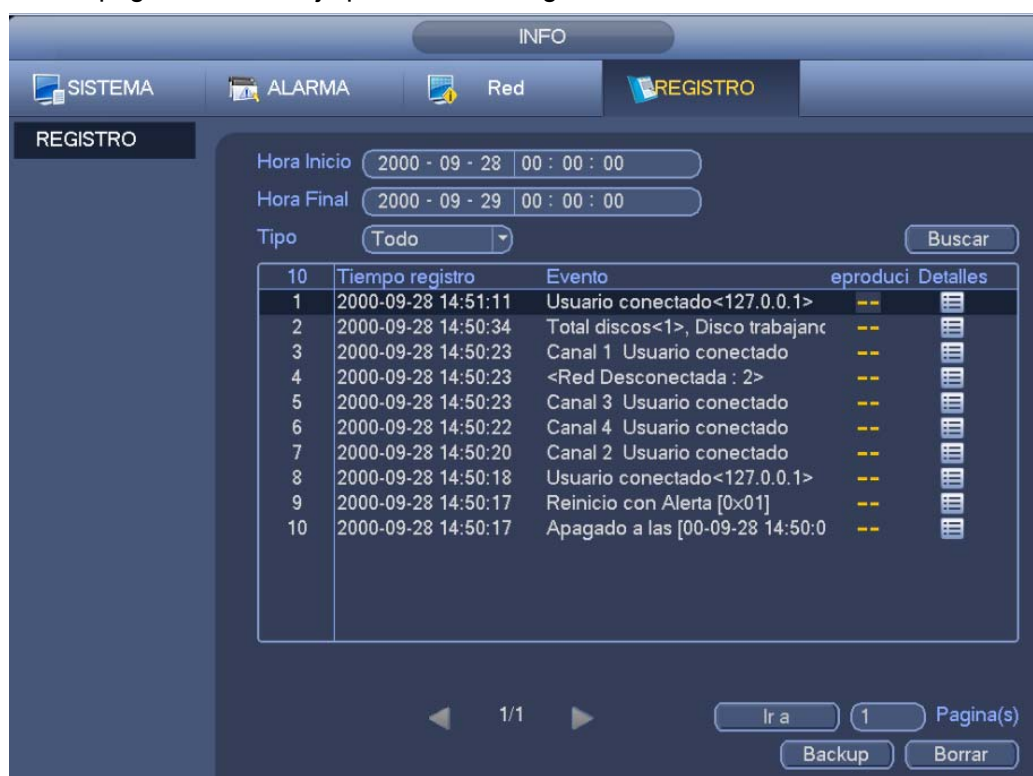 INFO
SISTEMA ALARMA Red REGISTRO
REGISTRO
Hora Inicio 2000 - 09 - 28 00 : 00 : 00
Hora Final 2000 - 09 - 29 00 : 00 : 00
Tipo Todo Buscar
10 Tiempo registro Evento eproduci Detalles
1 2000-09-28 14:51:11 Usuario conectado<127.0.0.1> --
2 2000-09-28 14:50:34 Total discos<1>, Disco trabajanc --
3 2000-09-28 14:50:23 Canal 1 Usuario conectado --
4 2000-09-28 14:50:23 <Red Desconectada : 2> --
5 2000-09-28 14:50:23 Canal 3 Usuario conectado --
6 2000-09-28 14:50:22 Canal 4 Usuario conectado --
7 2000-09-28 14:50:20 Canal 2 Usuario conectado --
8 2000-09-28 14:50:18 Usuario conectado<127.0.0.1> --
9 2000-09-28 14:50:17 Reinicio con Alerta [0x01] --
10 2000-09-28 14:50:17 Apagado a las [00-09-28 14:50:0 --
1/1 Ir a 1 Pagina(s)
Backup Borrar